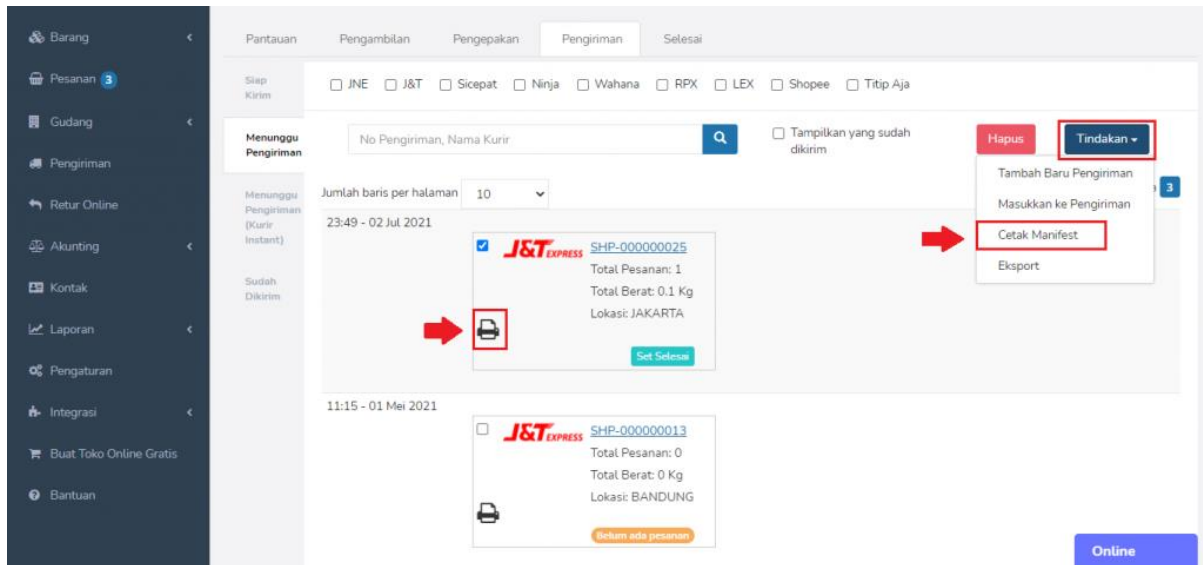 Barang
Pesanan 3
Gudang
Pengiriman
Retur Online
Akunting
Kontak
Laporan
Pengaturan
Integrasi
Buat Toko Online Gratis
Bantuan
Pantauan Pengambilan Pengepakan Pengiriman Selesai
Siap
Kirim
Menunggu
Pengiriman
Menunggu
Pengiriman
(Kurir
Instant)
Sudah
Dikirim
JNE J&T Sicepat Ninja Wahana RPX LEX Shopee Titip Aja
No Pengiriman, Nama Kurir
Tampilkan yang sudah
dikirim
Hapus
Tindakan
Tambah Baru Pengiriman
Masukkan ke Pengiriman
Cetak Manifest
Eksport
3
Jumlah baris per halaman 10
23:49 - 02 Jul 2021
J&T EXPRESS SHP-000000025
Total Pesanan: 1
Total Berat: 0.1 Kg
Lokasi: JAKARTA
Set Selesai
11:15 - 01 Mei 2021
J&T EXPRESS SHP-000000013
Total Pesanan: 0
Total Berat: 0 Kg
Lokasi: BANDUNG
Belum ada pesanan
Online